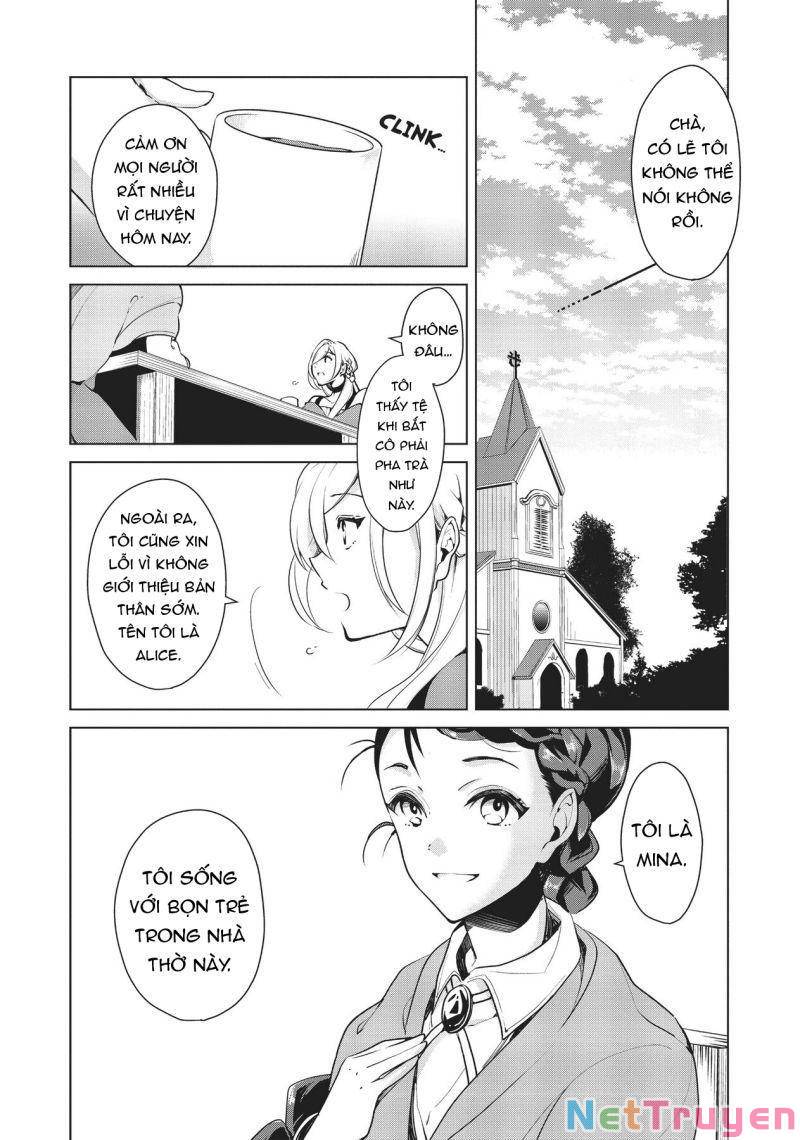 CHÀ,
CÓ LẼ TÔI
KHÔNG THỂ
NÓI KHÔNG
RỒI.
CLINK...
CẢM ƠN
MỌI NGƯỜI
RẤT NHIỀU
VÌ CHUYỆN
HÔM NAY.
KHÔNG
ĐÂU...
TÔI
THẤY TỆ
KHI BẮT
CÔ PHẢI
PHA TRÀ
NHƯ
NÀY.
NGOÀI RA,
TÔI CŨNG XIN
LỖI VÌ KHÔNG
GIỚI THIỆU BẢN
THÂN SỚM.
TÊN TÔI LÀ
ALICE.
TÔI LÀ
MINA.
TÔI SỐNG
VỚI BỌN TRẺ
TRONG NHÀ
THỜ NÀY.
NetTruyen